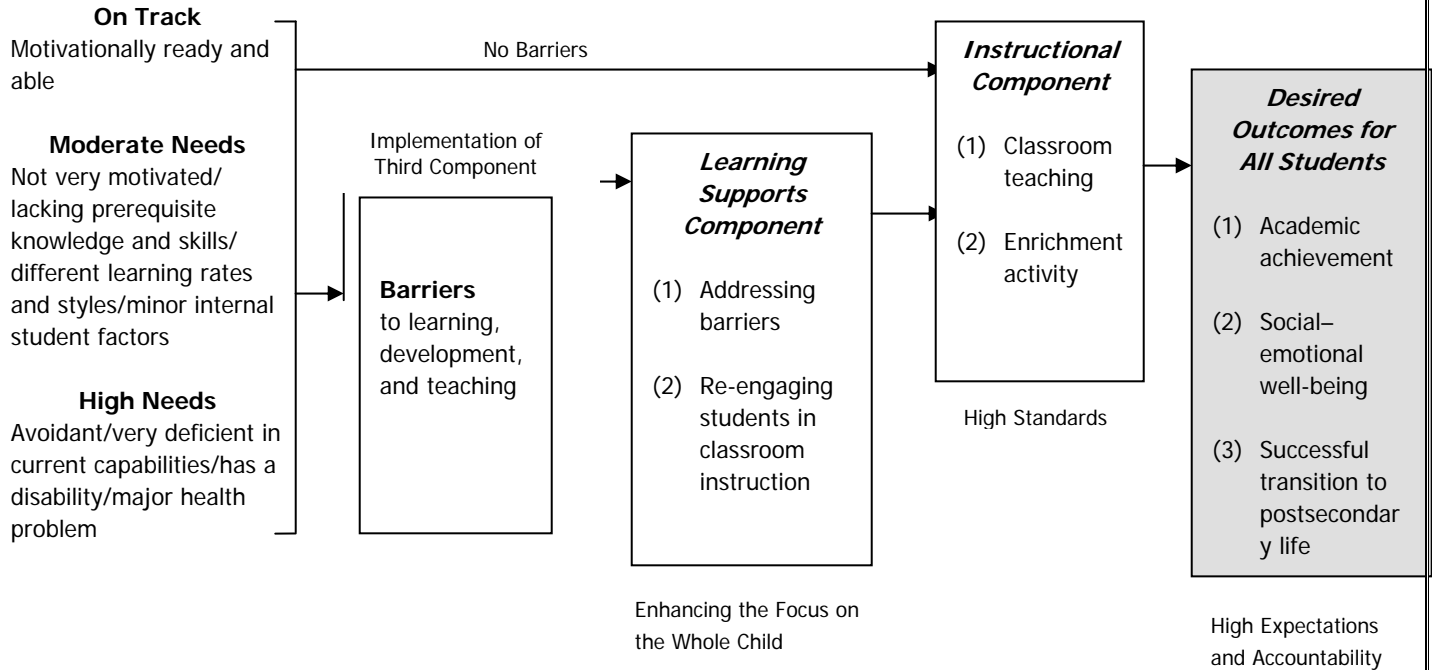 On Track
Motivationally ready and
able
Moderate Needs
Not very motivated/
lacking prerequisite
knowledge and skills/
different learning rates
and styles/minor internal
student factors
High Needs
Avoidant/very deficient in
current capabilities/has a
disability/major health
problem
No Barriers
Implementation of
Third Component
Barriers
to learning,
development,
and teaching
Learning
Supports
Component
(1) Addressing
barriers
(2) Re-engaging
students in
classroom
instruction
Enhancing the Focus on
the Whole Child
Instructional
Component
(1) Classroom
teaching
(2) Enrichment
activity
High Standards
Desired
Outcomes for
All Students
(1) Academic
achievement
(2) Social–
emotional
well-being
(3) Successful
transition to
postsecondar
y life
High Expectations
and Accountability